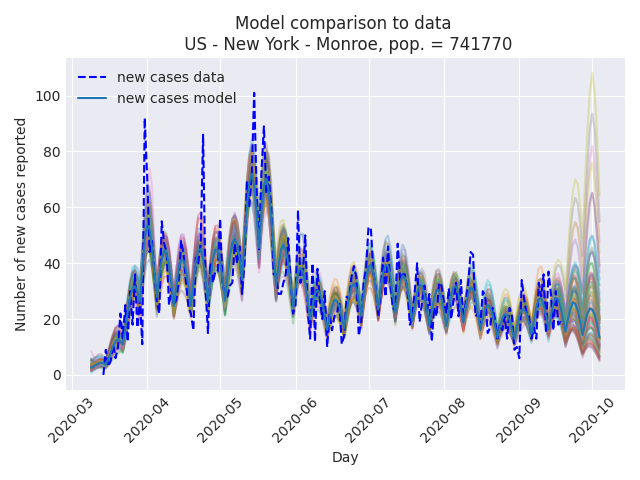 Model comparison to data
US - New York - Monroe, pop. = 741770
new cases data
new cases model
Number of new cases reported
100
80
60
40
20
0
2020-03
2020-04
2020-05
2020-06
2020-07
2020-08
2020-09
2020-10
Day